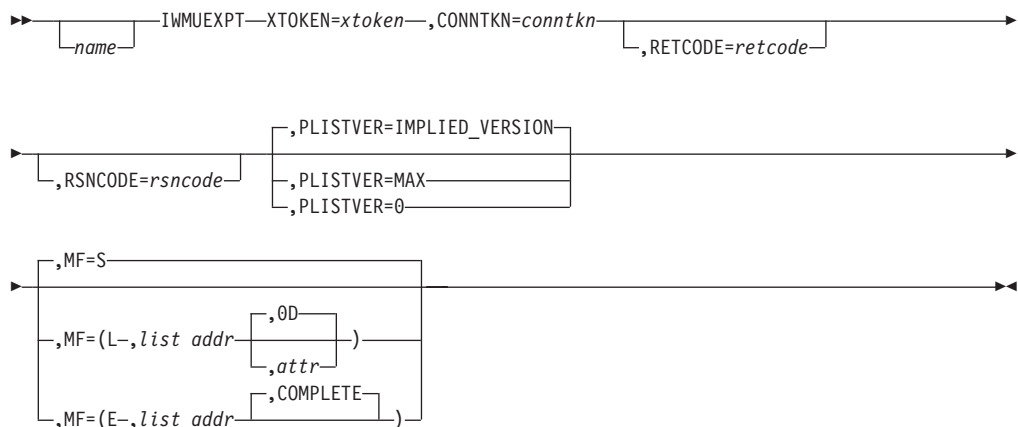 IWMUEXPT XTOKEN=xtoken ,CONNTKN=conntkn
name
,RETCODE=retcode
,PLISTVER=IMPLIED_VERSION
,RSNCODE=rsncode
,PLISTVER=MAX
,PLISTVER=0
,MF=S
,0D
,MF=(L ,list addr )
,attr
,COMPLETE
,MF=(E ,list addr )